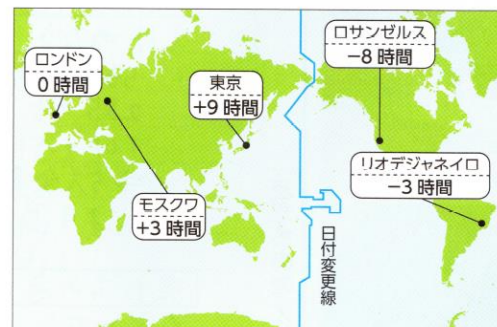 ロンドン
0 時間
東京
+9 時間
モスクワ
+3 時間
ロサンゼルス
−8 時間
リオデジャネイロ
−3 時間
日付変更線